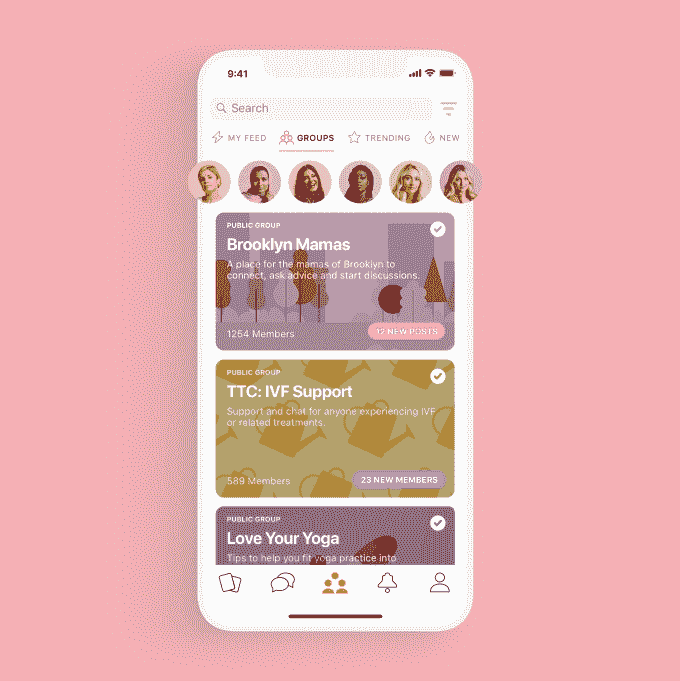 9:41
Search
MY FEED GROUPS TRENDING NEW
PUBLIC GROUP
Brooklyn Mamas
A place for the mamas of Brooklyn to
connect, ask advice and start discussions.
1254 Members 12 NEW POSTS
PUBLIC GROUP
TTC: IVF Support
Support and chat for anyone experiencing IVF
or related treatments.
589 Members 23 NEW MEMBERS
PUBLIC GROUP
Love Your Yoga
Tips to help you fit yoga practice into